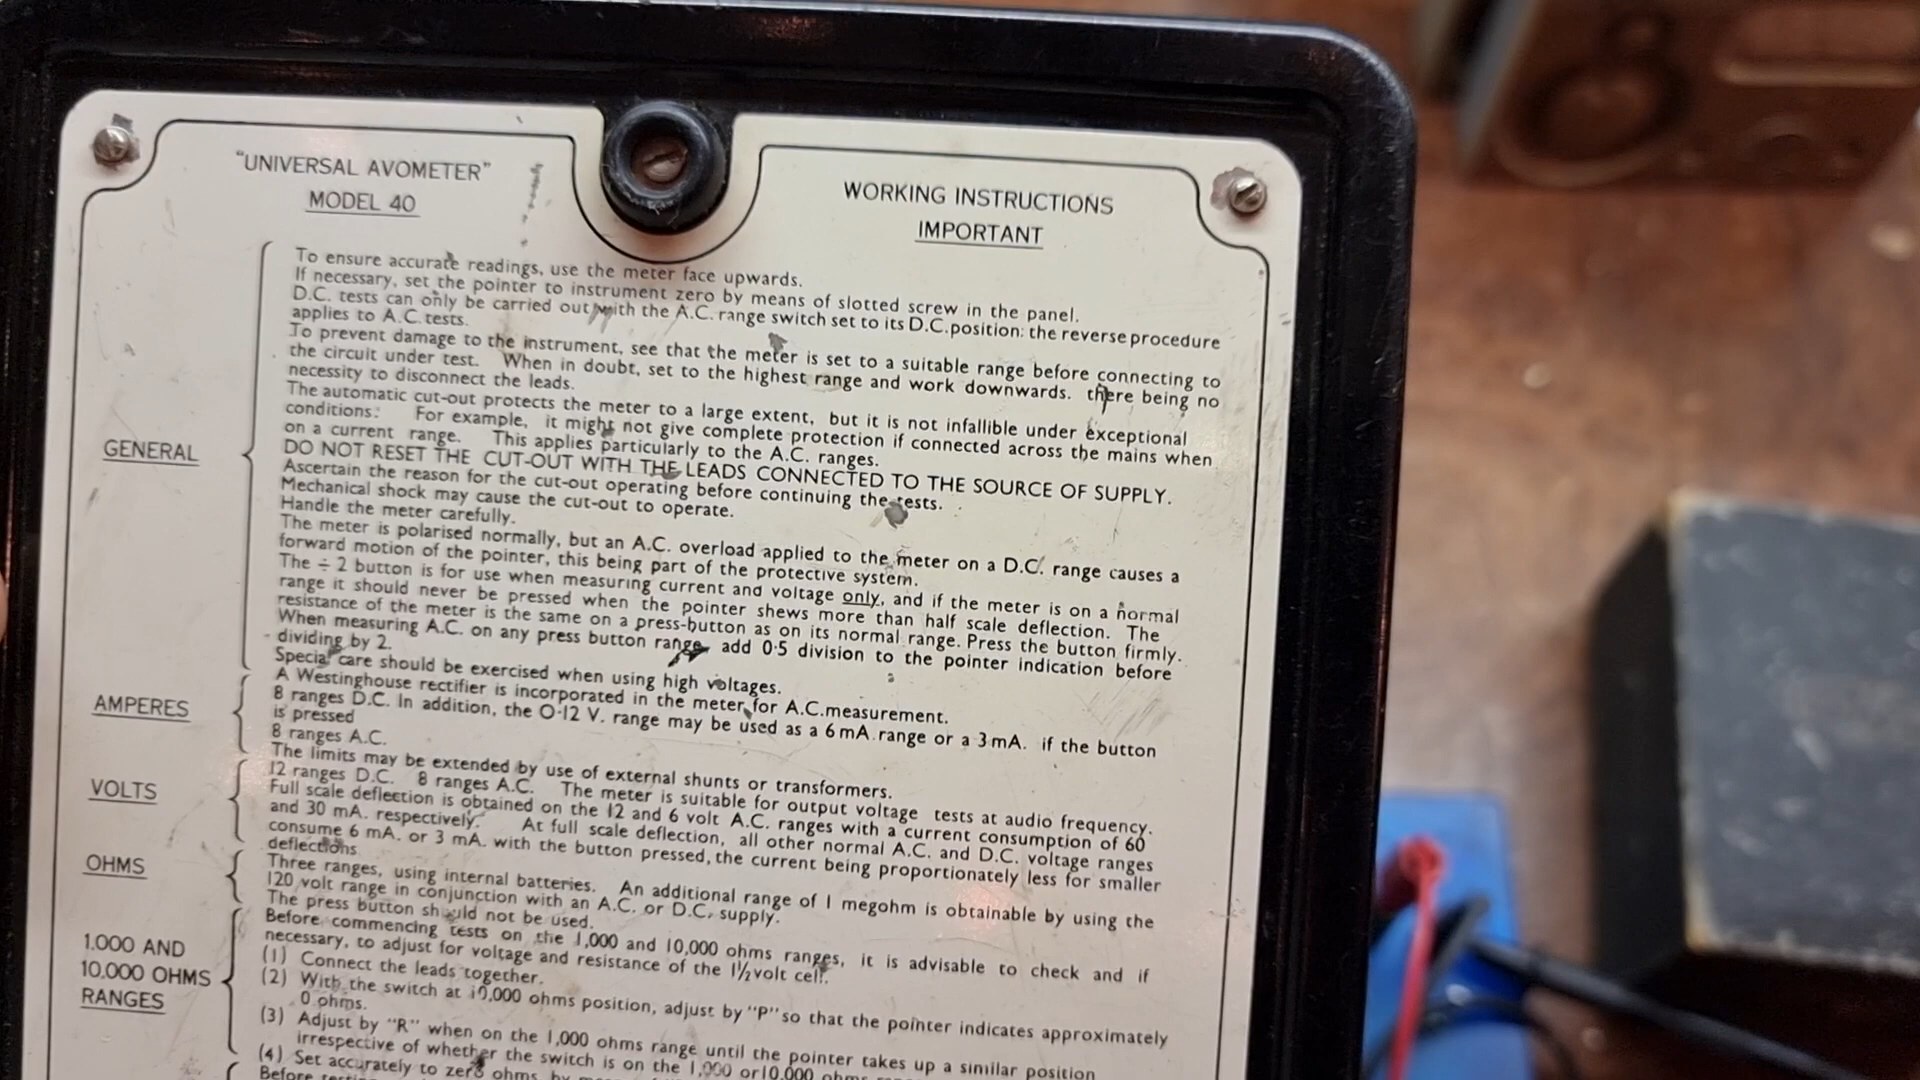 "UNIVERSAL AVOMETER"
MODEL 40
WORKING INSTRUCTIONS
IMPORTANT
GENERAL
To ensure accurate readings, use the meter face upwards.
If necessary, set the pointer to instrument zero by means of slotted screw in the panel.
D.C. tests can only be carried out with the A.C. range switch set to its D.C. position: the reverse procedure
applies to A.C. tests.
To prevent damage to the instrument, see that the meter is set to a suitable range before connecting to
the circuit under test. When in doubt, set to the highest range and work downwards. there being no
necessity to disconnect the leads.
The automatic cut-out protects the meter to a large extent, but it is not infallible under exceptional
conditions: For example, it might not give complete protection if connected across the mains when
on a current range. This applies particularly to the A.C. ranges.
DO NOT RESET THE CUT-OUT WITH THE LEADS CONNECTED TO THE SOURCE OF SUPPLY.
Ascertain the reason for the cut-out operating before continuing the tests.
Mechanical shock may cause the cut-out to operate.
Handle the meter carefully.
The meter is polarised normally, but an A.C. overload applied to the meter on a D.C. range causes a
forward motion of the pointer, this being part of the protective system.
The ÷ 2 button is for use when measuring current and voltage only, and if the meter is on a normal
range it should never be pressed when the pointer shews more than half scale deflection. The
resistance of the meter is the same on a press-button as on its normal range. Press the button firmly.
When measuring A.C. on any press button range, add 0·5 division to the pointer indication before
dividing by 2.
Special care should be exercised when using high voltages.
A Westinghouse rectifier is incorporated in the meter for A.C. measurement.
AMPERES
8 ranges D.C. In addition, the 0-12 V. range may be used as a 6 mA. range or a 3 mA. if the button
is pressed
8 ranges A.C.
The limits may be extended by use of external shunts or transformers.
VOLTS
12 ranges D.C. 8 ranges A.C. The meter is suitable for output voltage tests at audio frequency.
Full scale deflection is obtained on the 12 and 6 volt A.C. ranges with a current consumption of 60
and 30 mA. respectively. At full scale deflection, all other normal A.C. and D.C. voltage ranges
consume 6 mA. or 3 mA. with the button pressed, the current being proportionately less for smaller
deflections
OHMS
Three ranges, using internal batteries. An additional range of 1 megohm is obtainable by using the
120 volt range in conjunction with an A.C. or D.C. supply.
The press button should not be used.
1.000 AND
10.000 OHMS
RANGES
Before commencing tests on the 1,000 and 10,000 ohms ranges, it is advisable to check and if
necessary, to adjust for voltage and resistance of the 1½ volt cell.
(1) Connect the leads together.
(2) With the switch at 10,000 ohms position, adjust by "P" so that the pointer indicates approximately
0 ohms.
(3) Adjust by "R" when on the 1,000 ohms range until the pointer takes up a similar position
irrespective of whether the switch is on the 1,000 or 10,000 ohms
(4) Set accurately to zero ohms, by
Before